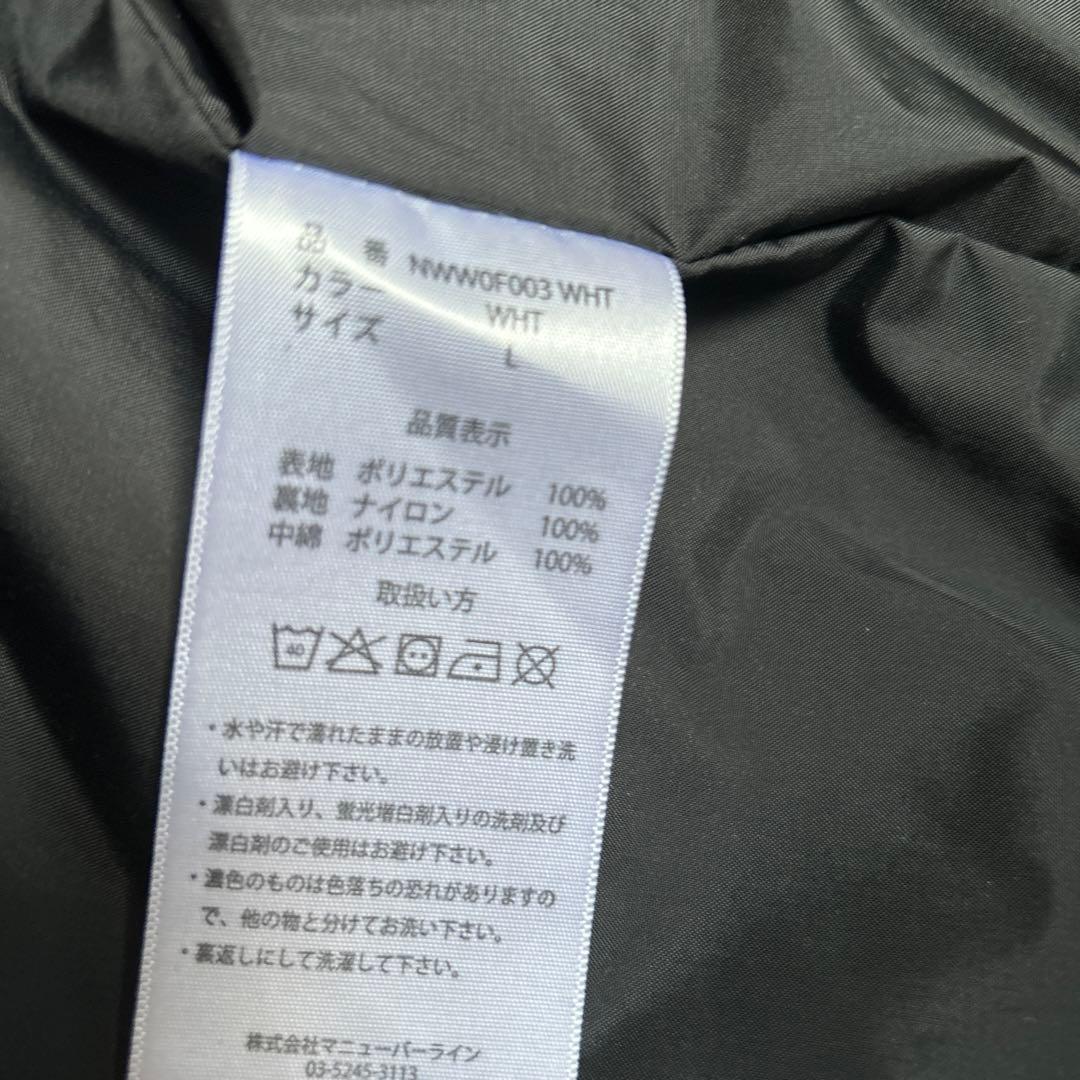 品　番 NWW0F003 WHT
カラー WHT
サイズ L
品質表示
表地 ポリエステル 100%
裏地 ナイロン 100%
中綿 ポリエステル 100%
取扱い方
40
・水や汗で濡れたままの放置や浸け置き洗
いはお避け下さい。
・漂白剤入り、蛍光増白剤入りの洗剤及び
漂白剤のご使用はお避け下さい。
・濃色のものは色落ちの恐れがありますの
で、他の物と分けてお洗い下さい。
・裏返しにして洗濯して下さい。
株式会社マニューバーライン
03-5245-3113